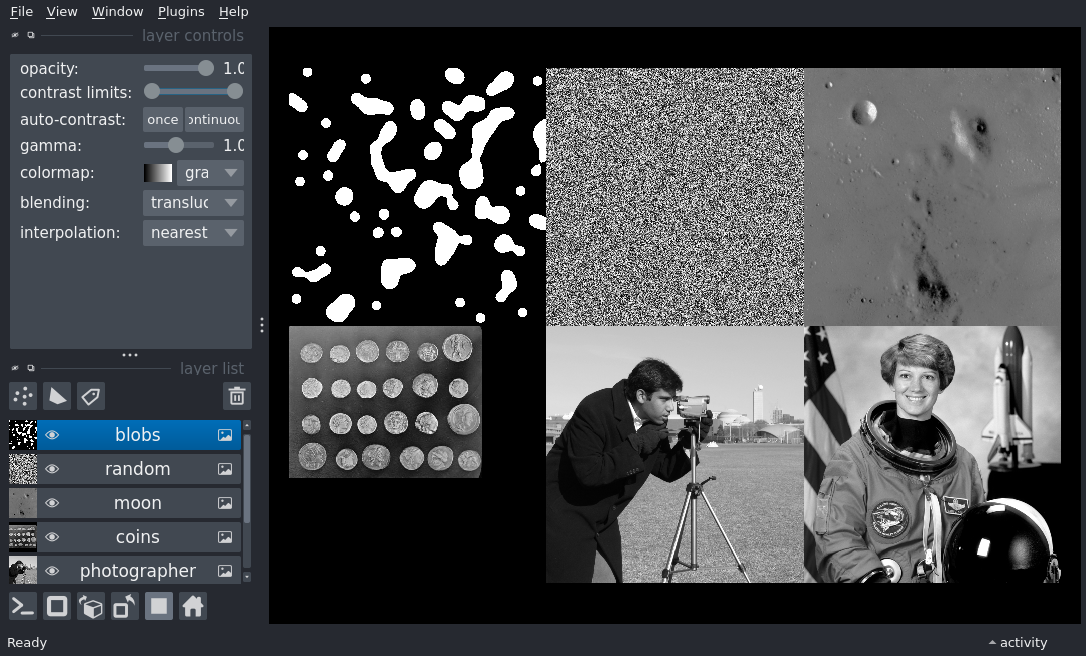 File View Window Plugins Help
layer controls
opacity: 1.0
contrast limits:
auto-contrast: once ontinuou
gamma: 1.0
colormap: gra
blending: transluc
interpolation: nearest
layer list
blobs
random
moon
coins
photographer
Ready
activity